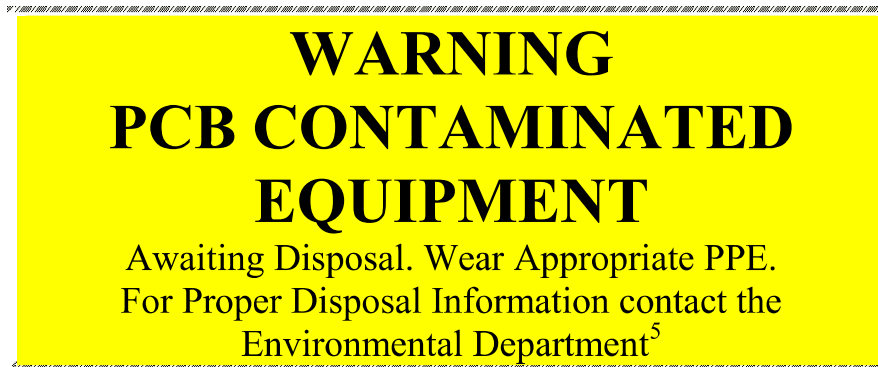 WARNING
PCB CONTAMINATED
EQUIPMENT
Awaiting Disposal. Wear Appropriate PPE.
For Proper Disposal Information contact the
Environmental Department⁵